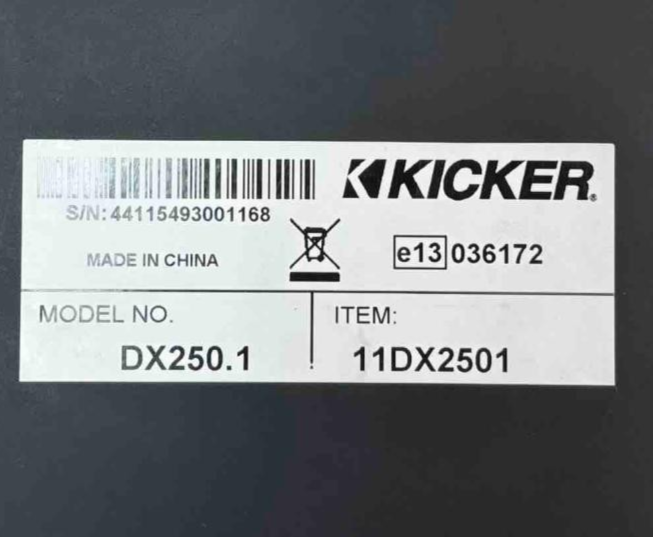 KICKER
S/N: 44115493001168
MADE IN CHINA
e13 036172
MODEL NO.
DX250.1
ITEM:
11DX2501